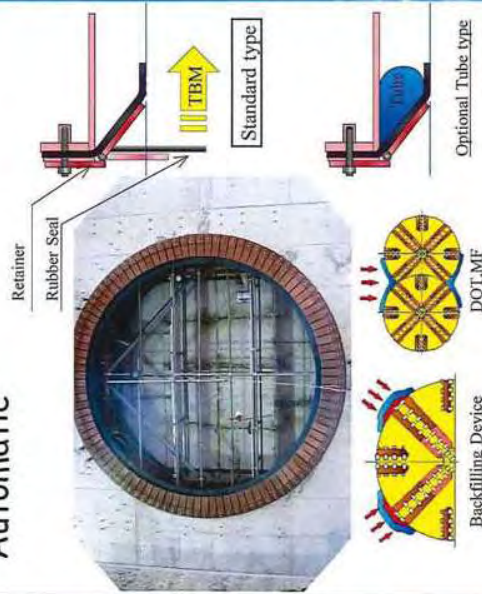 Automatic
Retainer
Rubber Seal
TBM
Standard type
Tube
Optional Tube type
Backfilling Device
DOT.MF